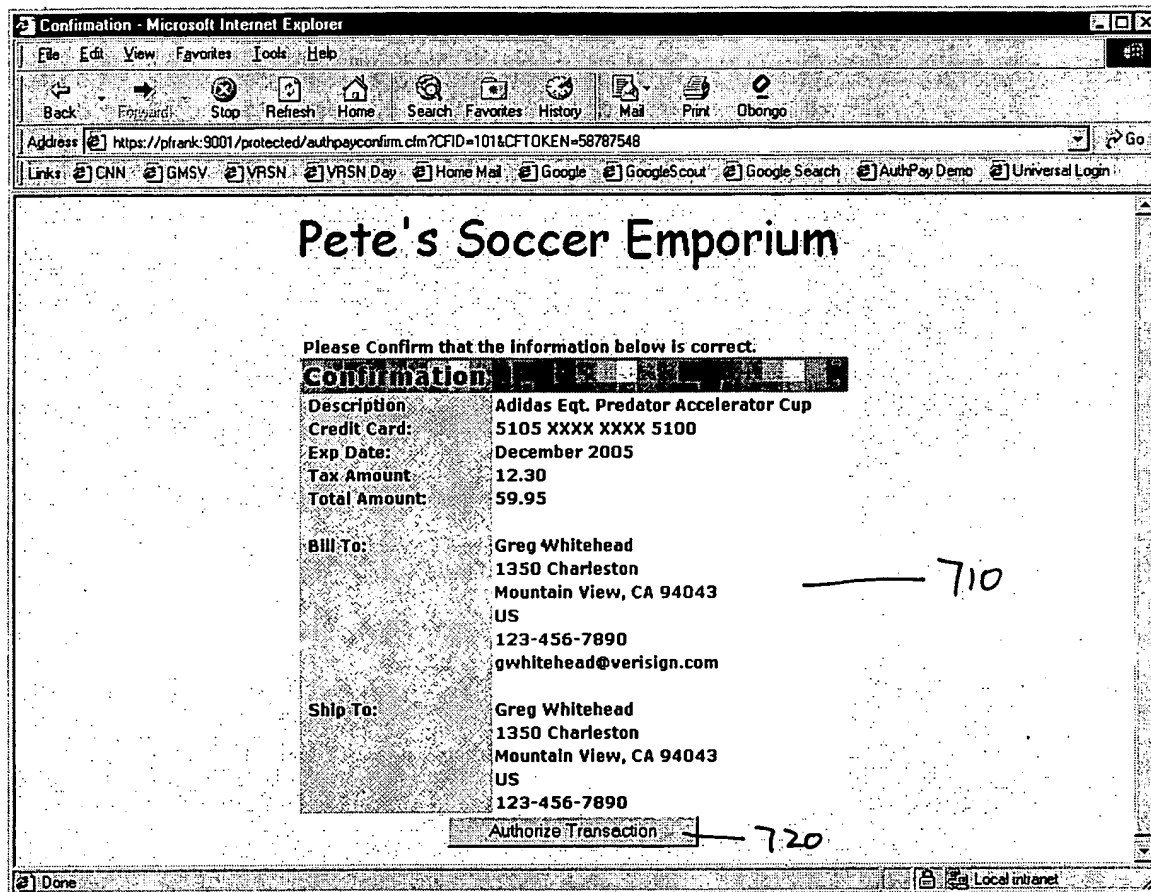 Confirmation - Microsoft Internet Explorer
File Edit View Favorites Tools Help
Back Forward Stop Refresh Home Search Favorites History Mail Print Obongo
Address https://pfrank:9001/protected/authpayconfirm.cfm?CFID=101&CFTOKEN=58787548 Go
Links CNN GMSV VRSN VRSN Day Home Mail Google GoogleScout Google Search AuthPay Demo Universal Login
Pete's Soccer Emporium
Please Confirm that the information below is correct.
Confirmation
Description Adidas Eqt. Predator Accelerator Cup
Credit Card: 5105 XXXX XXXX 5100
Exp Date: December 2005
Tax Amount 12.30
Total Amount: 59.95
Bill To: Greg Whitehead
1350 Charleston
Mountain View, CA 94043
US
123-456-7890
gwhitehead@verisign.com
710
Ship To: Greg Whitehead
1350 Charleston
Mountain View, CA 94043
US
123-456-7890
Authorize Transaction 720
Done Local intranet